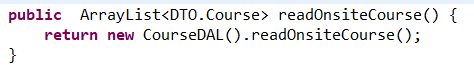 public  ArrayList<DTO.Course> readOnsiteCourse() {
    return new CourseDAL().readOnsiteCourse();
}